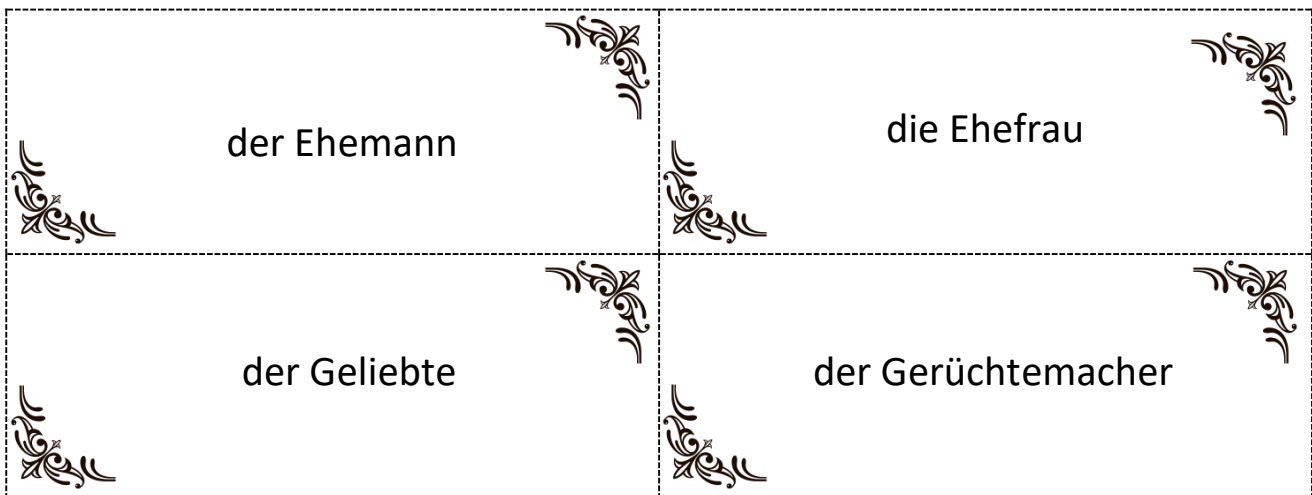 der Ehemann
die Ehefrau
der Geliebte
der Gerüchtemacher